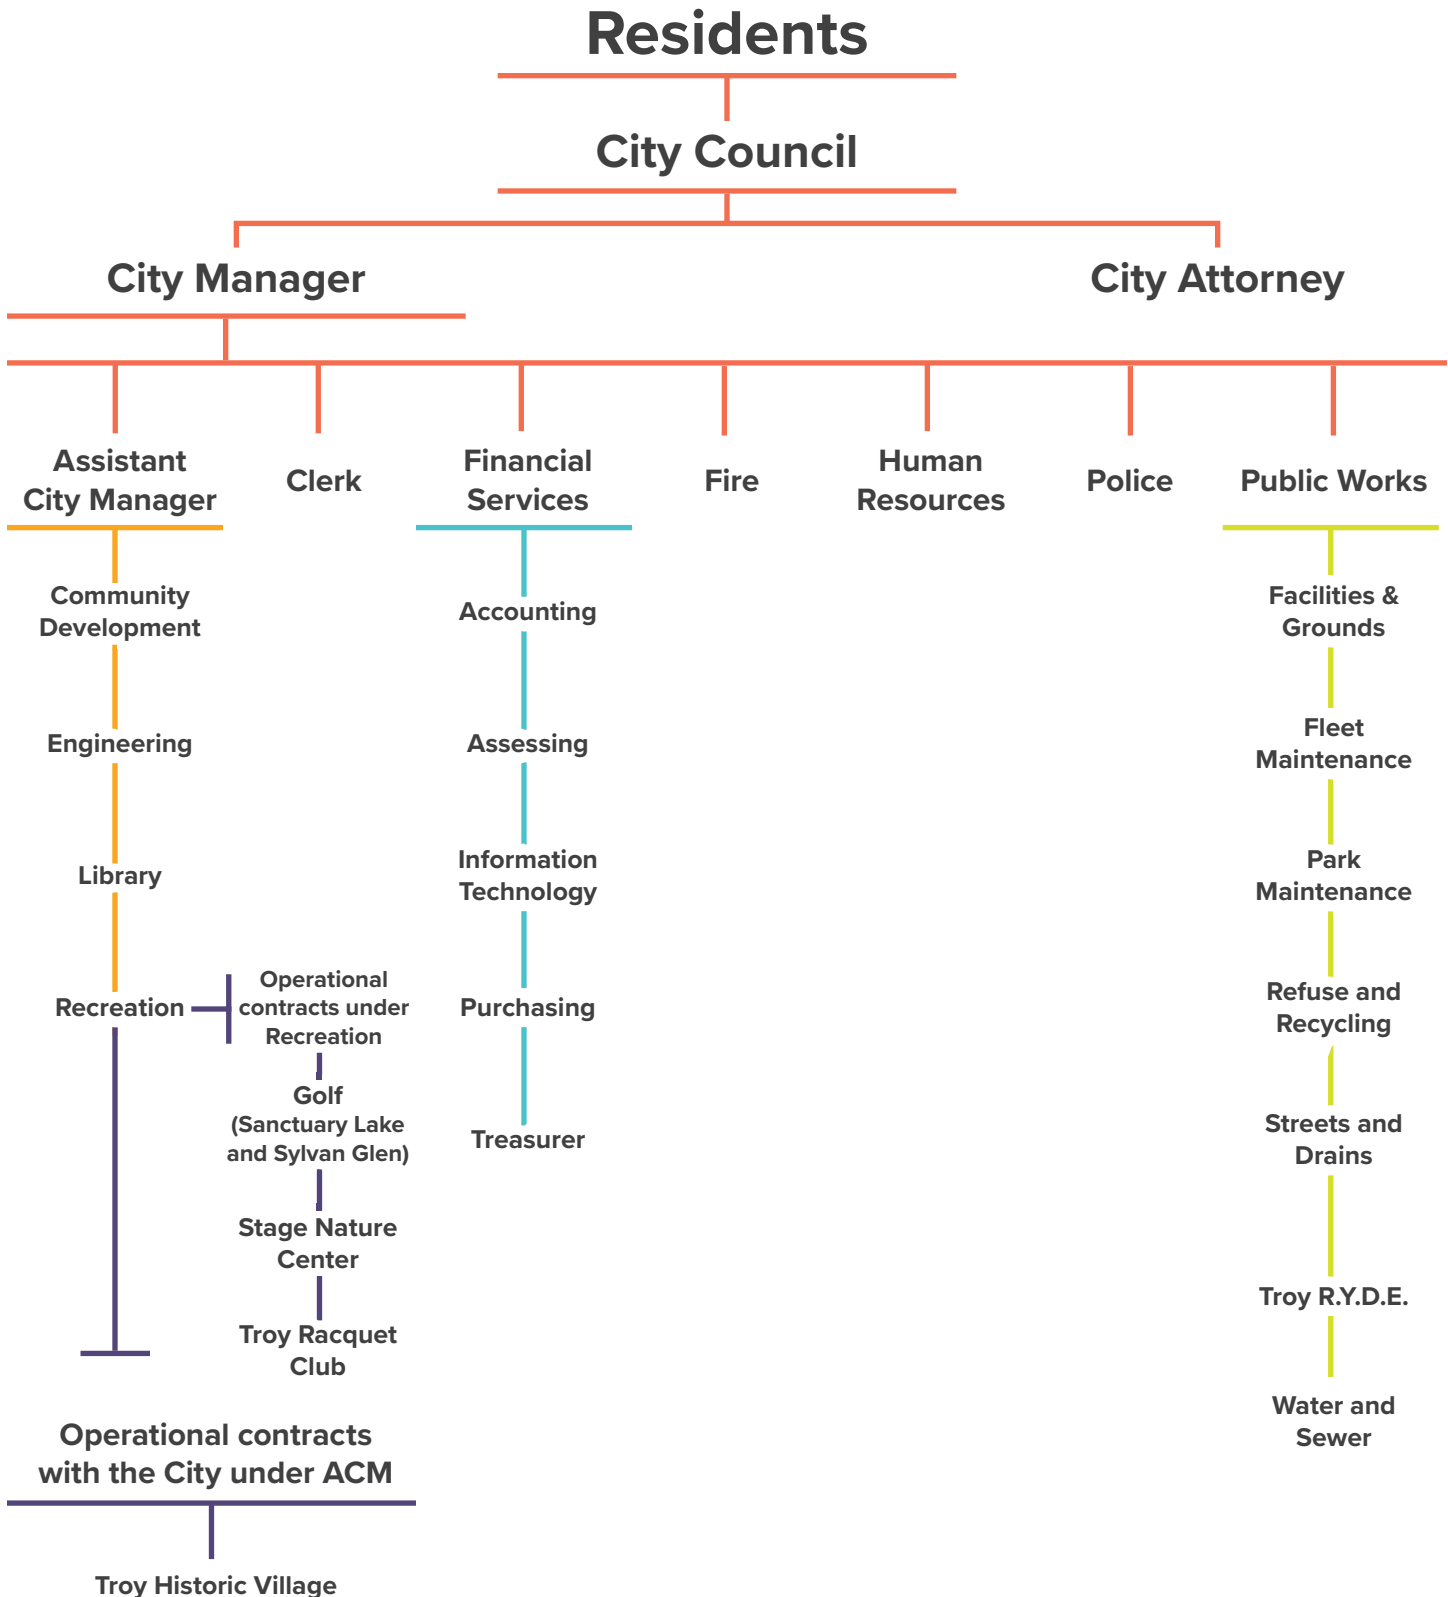 Residents
City Council
City Manager
City Attorney
Assistant
City Manager
Clerk
Financial
Services
Fire
Human
Resources
Police
Public Works
Community
Development
Engineering
Library
Recreation
Operational
contracts under
Recreation
Golf
(Sanctuary Lake
and Sylvan Glen)
Stage Nature
Center
Troy Racquet
Club
Operational contracts
with the City under ACM
Troy Historic Village
Accounting
Assessing
Information
Technology
Purchasing
Treasurer
Facilities &
Grounds
Fleet
Maintenance
Park
Maintenance
Refuse and
Recycling
Streets and
Drains
Troy R.Y.D.E.
Water and
Sewer